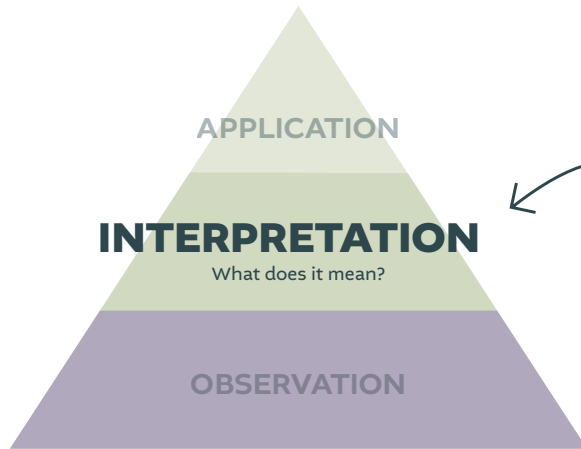 APPLICATION
INTERPRETATION
What does it mean?
OBSERVATION